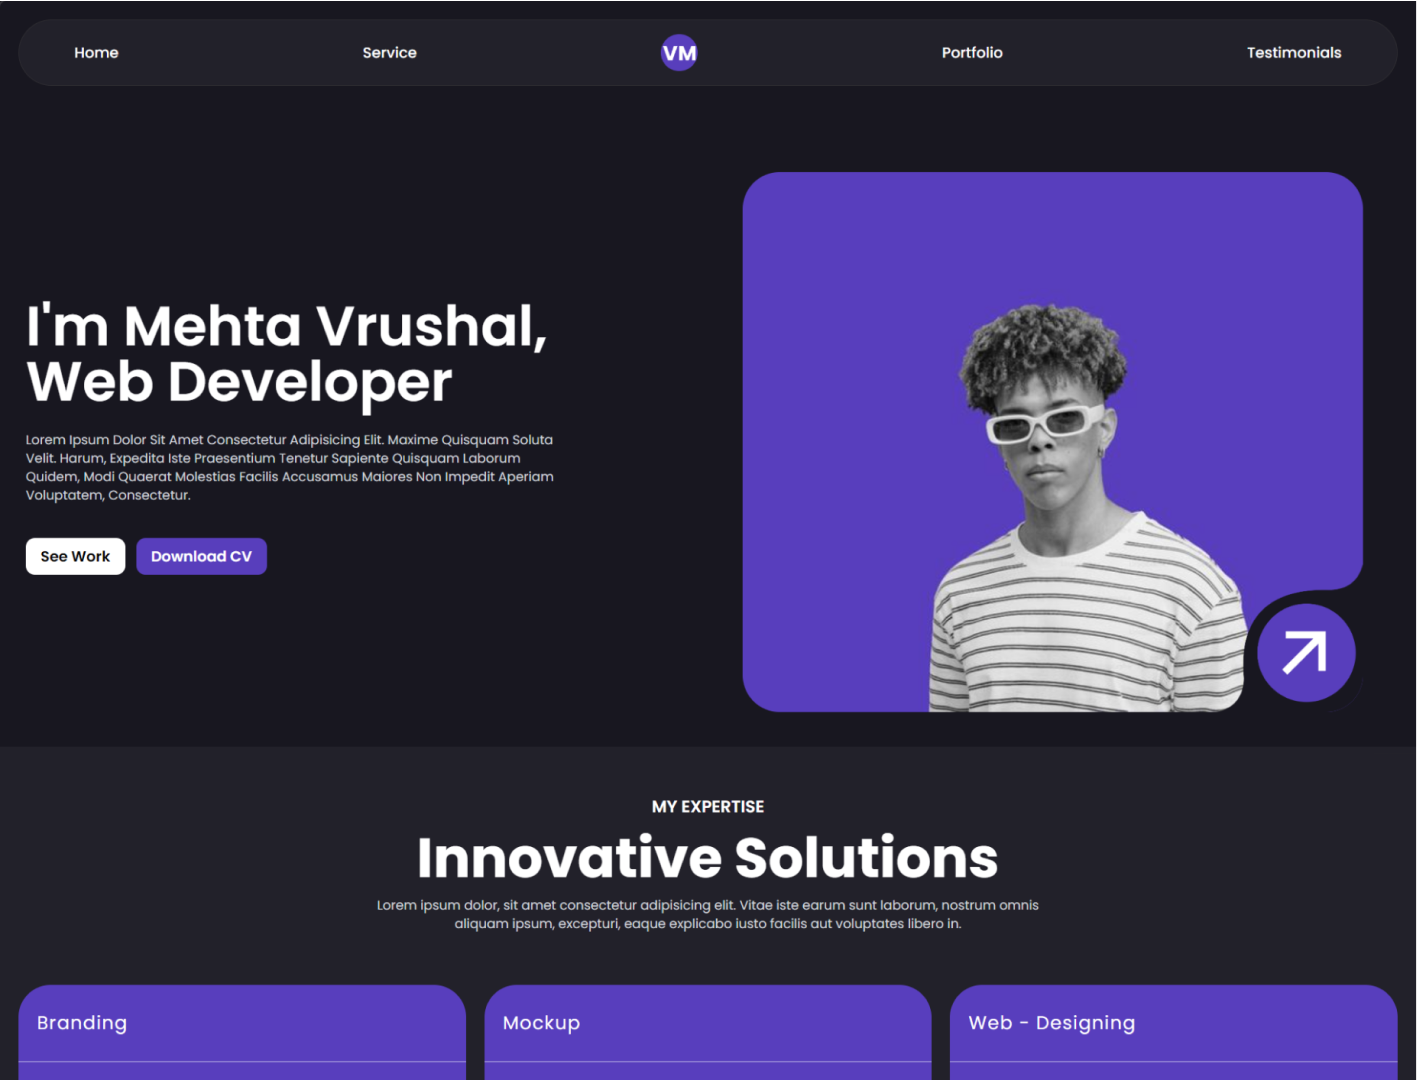 Home
Service
VM
Portfolio
Testimonials
I'm Mehta Vrushal,
Web Developer
Lorem Ipsum Dolor Sit Amet Consectetur Adipisicing Elit. Maxime Quisquam Soluta
Velit. Harum, Expedita Iste Praesentium Tenetur Sapiente Quisquam Laborum
Quidem, Modi Quaerat Molestias Facilis Accusamus Maiores Non Impedit Aperiam
Voluptatem, Consectetur.
See Work
Download CV
MY EXPERTISE
Innovative Solutions
Lorem ipsum dolor, sit amet consectetur adipisicing elit. Vitae iste earum sunt laborum, nostrum omnis
aliquam ipsum, excepturi, eaque explicabo iusto facilis aut voluptates libero in.
Branding
Mockup
Web - Designing